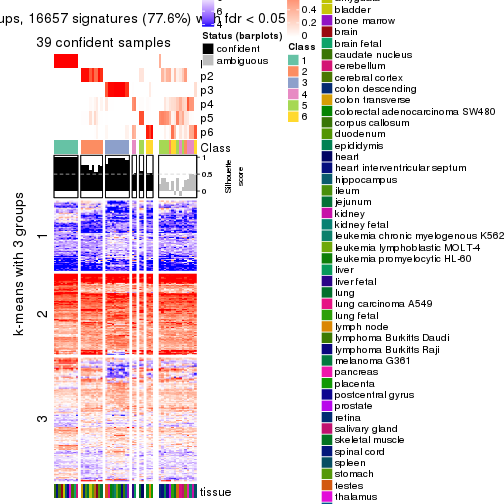 ups, 16657 signatures (77.6%) with fdr < 0.05
39 confident samples
p2
p3
p4
p5
p6
Class
1
0.5
0
Silhouette
score
k-means with 3 groups
1
2
3
tissue
4
Status (barplots)
confident
ambiguous
0.4
0.2
0
Class
1
2
3
4
5
6
bladder
bone marrow
brain
brain fetal
caudate nucleus
cerebellum
cerebral cortex
colon descending
colon transverse
colorectal adenocarcinoma SW480
corpus callosum
duodenum
epididymis
heart
heart interventricular septum
hippocampus
ileum
jejunum
kidney
kidney fetal
leukemia chronic myelogenous K562
leukemia lymphoblastic MOLT-4
leukemia promyelocytic HL-60
liver
liver fetal
lung
lung carcinoma A549
lung fetal
lymph node
lymphoma Burkitts Daudi
lymphoma Burkitts Raji
melanoma G361
pancreas
placenta
postcentral gyrus
prostate
retina
salivary gland
skeletal muscle
spinal cord
spleen
stomach
testes
thalamus